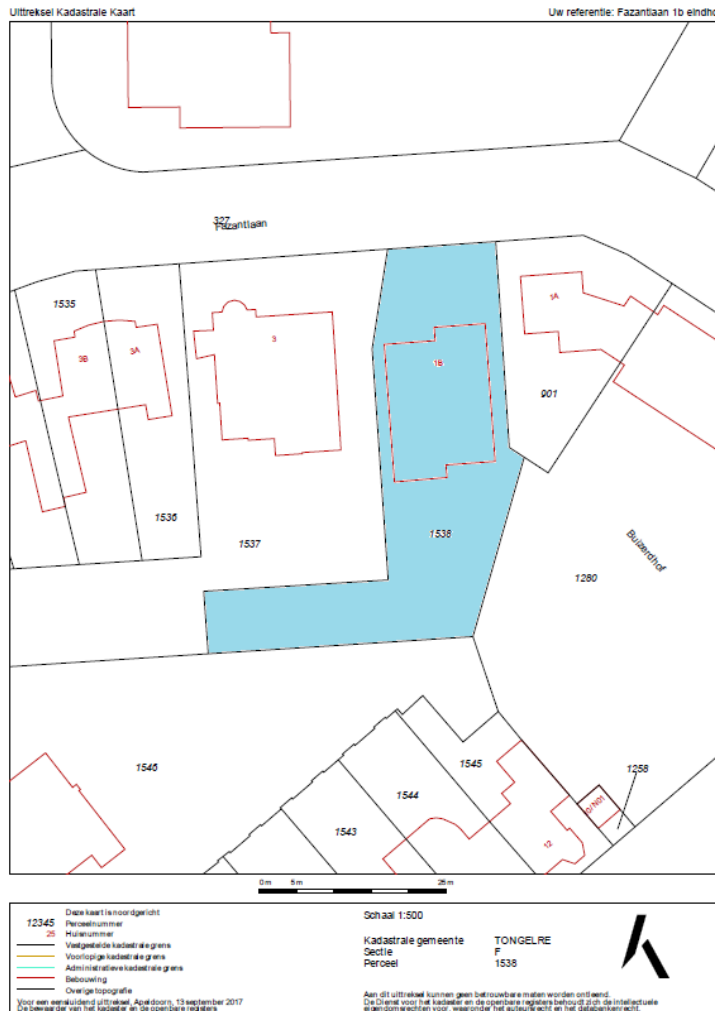 Uittreksel Kadastrale Kaart
Uw referentie: Fazantlaan 1b eindho
327
Fazantlaan
1535
3B
3A
3
1B
1A
901
1536
1537
1538
Buizerdhof
1280
1546
1545
1544
1543
1258
12
0m 5m 25m
Deze kaart is noordgericht
12345 Perceelnummer
25 Huisnummer
Vastgestelde kadastrale grens
Voorlopige kadastrale grens
Administratieve kadastrale grens
Bebouwing
Overige topografie
Voor een eensluidend uittreksel, Apeldoorn, 13 september 2017
De bewaarder van het kadaster en de openbare registers
Schaal 1:500
Kadastrale gemeente TONGELRE
Sectie F
Perceel 1538
Aan dit uittreksel kunnen geen betrouwbare maten worden ontleend.
De Dienst voor het kadaster en de openbare registers behoudt zich de intellectuele
eigendomsrechten voor, waaronder het auteursrecht en het databankenrecht.